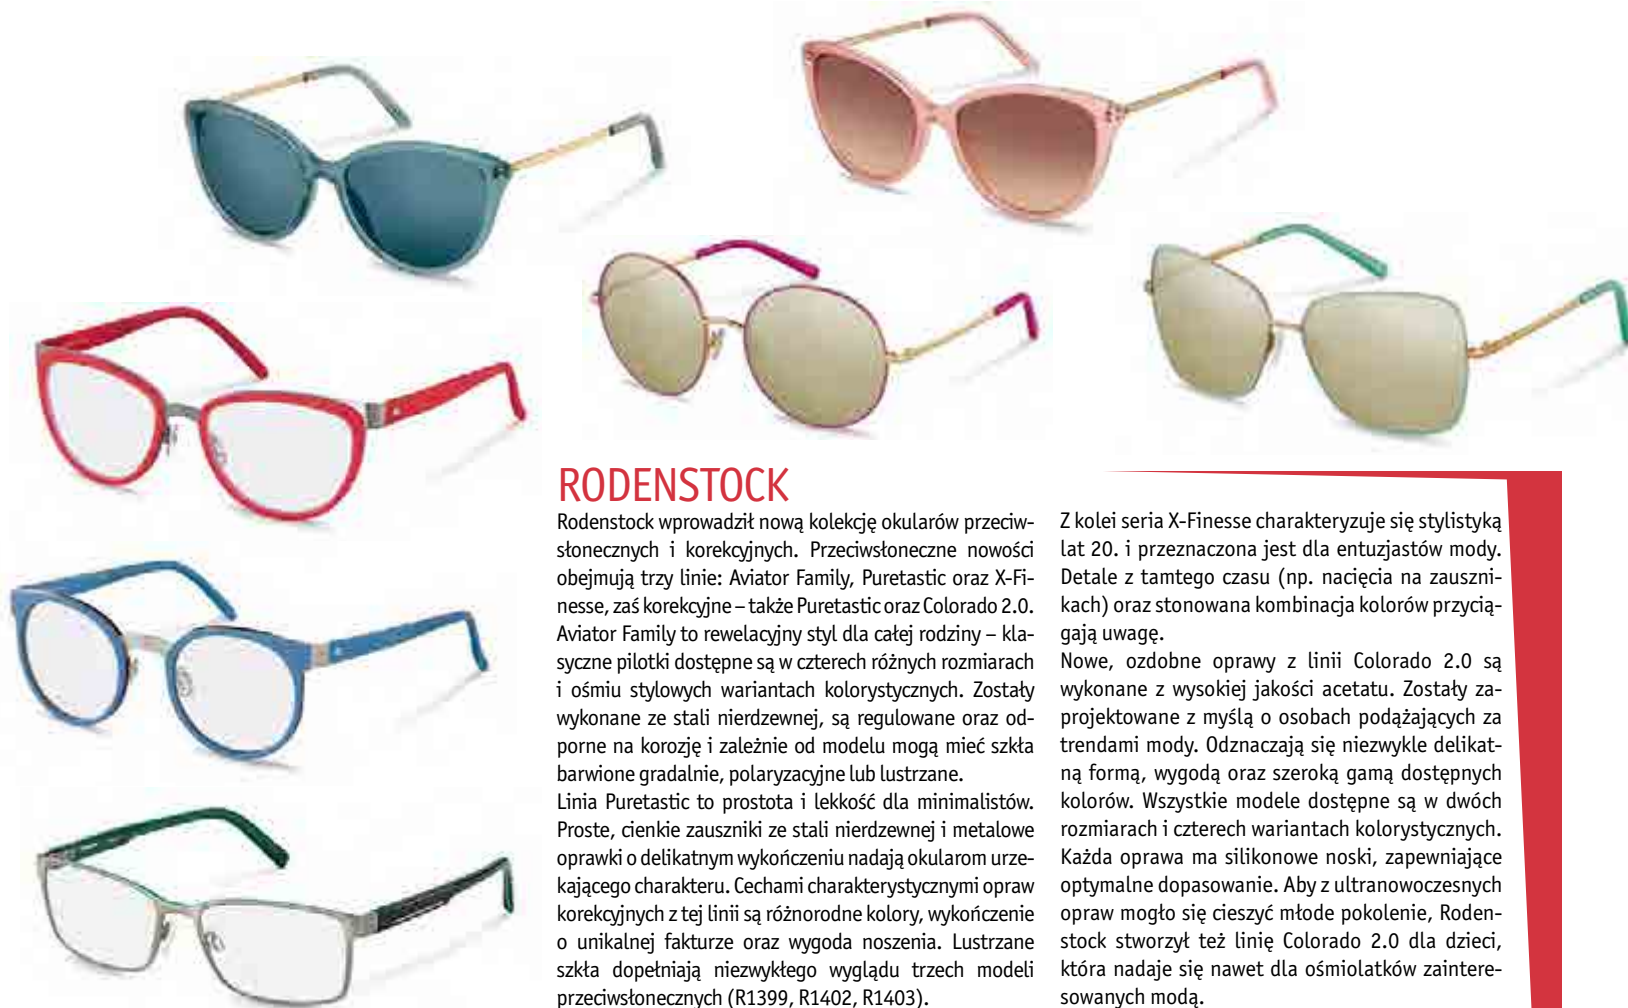 RODENSTOCK
Rodenstock wprowadził nową kolekcję okularów przeciw-
słonecznych i korekcyjnych. Przeciwsłoneczne nowości
obejmują trzy linie: Aviator Family, Puretastic oraz X-Fi-
nesse, zaś korekcyjne – także Puretastic oraz Colorado 2.0.
Aviator Family to rewelacyjny styl dla całej rodziny – kla-
syczne pilotki dostępne są w czterech różnych rozmiarach
i ośmiu stylowych wariantach kolorystycznych. Zostały
wykonane ze stali nierdzewnej, są regulowane oraz od-
porne na korozję i zależnie od modelu mogą mieć szkła
barwione gradalnie, polaryzacyjne lub lustrzane.
Linia Puretastic to prostota i lekkość dla minimalistów.
Proste, cienkie zauszniki ze stali nierdzewnej i metalowe
oprawki o delikatnym wykończeniu nadają okularom urze-
kającego charakteru. Cechami charakterystycznymi opraw
korekcyjnych z tej linii są różnorodne kolory, wykończenie
o unikalnej fakturze oraz wygoda noszenia. Lustrzane
szkła dopełniają niezwykłego wyglądu trzech modeli
przeciwsłonecznych (R1399, R1402, R1403).
Z kolei seria X-Finesse charakteryzuje się stylistyką
lat 20. i przeznaczona jest dla entuzjastów mody.
Detale z tamtego czasu (np. nacięcia na zauszni-
kach) oraz stonowana kombinacja kolorów przycią-
gają uwagę.
Nowe, ozdobne oprawy z linii Colorado 2.0 są
wykonane z wysokiej jakości acetatu. Zostały za-
projektowane z myślą o osobach podążających za
trendami mody. Odznaczają się niezwykle delikat-
ną formą, wygodą oraz szeroką gamą dostępnych
kolorów. Wszystkie modele dostępne są w dwóch
rozmiarach i czterech wariantach kolorystycznych.
Każda oprawa ma silikonowe noski, zapewniające
optymalne dopasowanie. Aby z ultranowoczesnych
opraw mogło się cieszyć młode pokolenie, Roden-
stock stworzył też linię Colorado 2.0 dla dzieci,
która nadaje się nawet dla ośmiolatków zaintere-
sowanych modą.